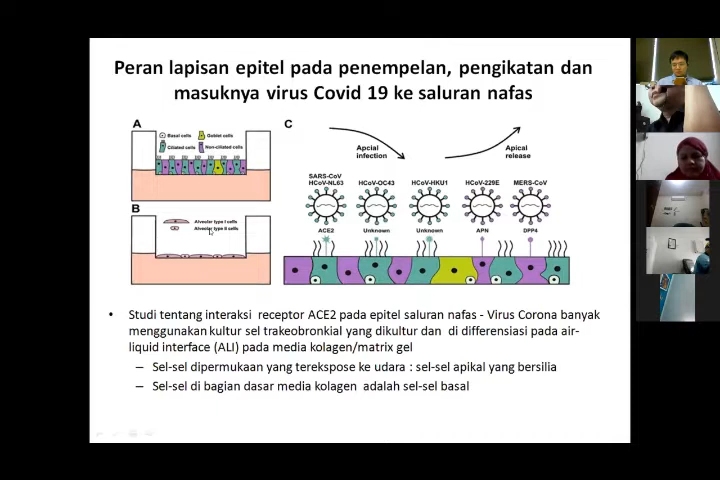 Peran lapisan epitel pada penempelan, pengikatan dan
masuknya virus Covid 19 ke saluran nafas
A
Basal cells
Goblet cells
Ciliated cells
Non-ciliated cells
B
Alveolar type I cells
Alveolar type II cells
C
Apcial
infection
Apical
release
SARS-CoV
HCoV-NL63
HCoV-OC43
HCoV-HKU1
HCoV-229E
MERS-CoV
ACE2
Unknown
Unknown
APN
DPP4
• Studi tentang interaksi receptor ACE2 pada epitel saluran nafas - Virus Corona banyak
menggunakan kultur sel trakeobronkial yang dikultur dan di differensiasi pada air-
liquid interface (ALI) pada media kolagen/matrix gel
– Sel-sel dipermukaan yang terekspose ke udara : sel-sel apikal yang bersilia
– Sel-sel di bagian dasar media kolagen adalah sel-sel basal